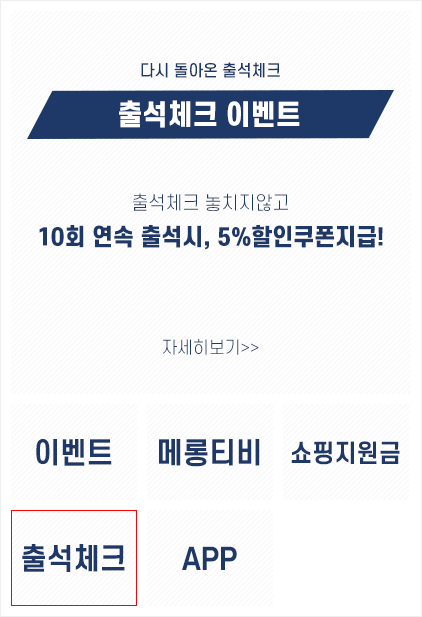 다시 돌아온 출석체크
출석체크 이벤트
출석체크 놓치지않고
10회 연속 출석시, 5%할인쿠폰지급!
자세히보기>>
이벤트
메롱티비
쇼핑지원금
출석체크
APP